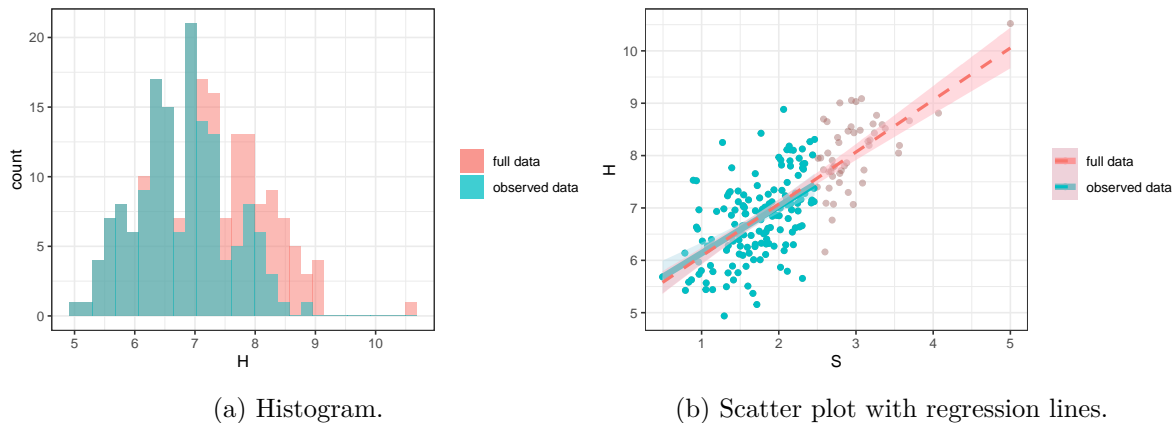 20
15
10
5
0
count
5 6 7 8 9 10
H
full data
observed data
(a) Histogram.
10
9
8
7
6
5
H
1 2 3 4 5
S
full data
observed data
(b) Scatter plot with regression lines.